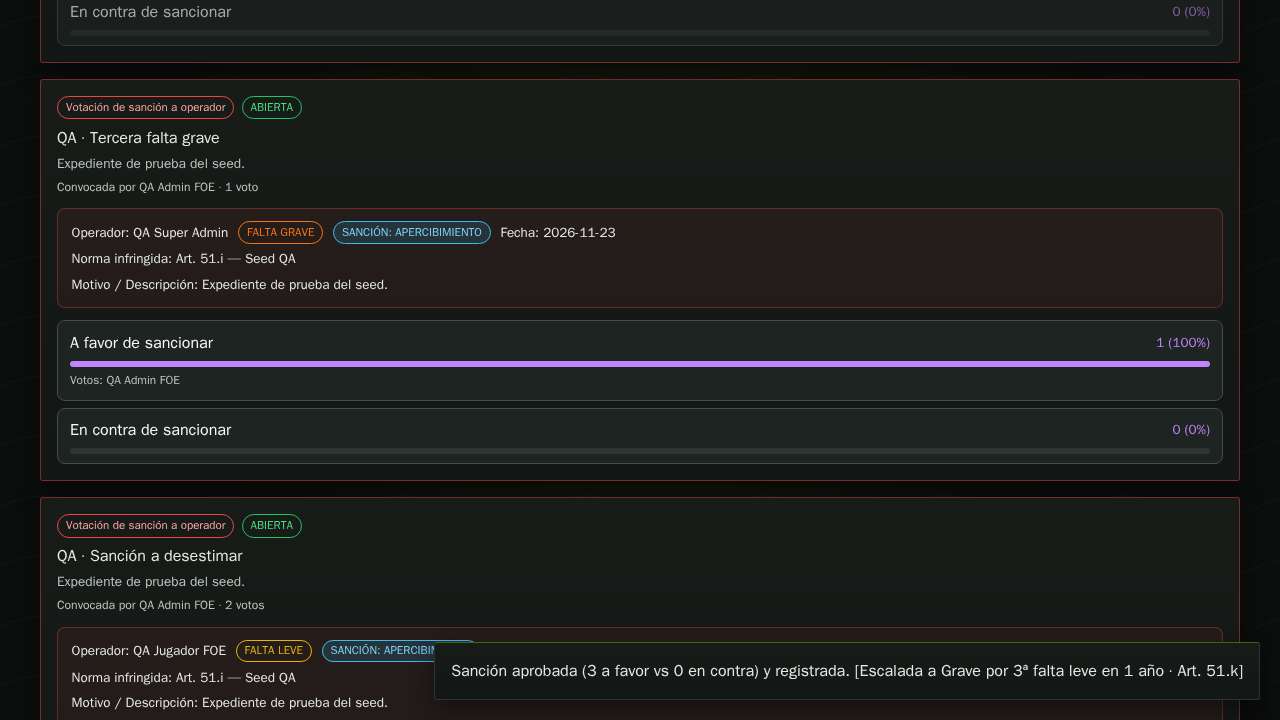 En contra de sancionar 0 (0%)
Votación de sanción a operador ABIERTA
QA · Tercera falta grave
Expediente de prueba del seed.
Convocada por QA Admin FOE · 1 voto
Operador: QA Super Admin FALTA GRAVE SANCIÓN: APERCIBIMIENTO Fecha: 2026-11-23
Norma infringida: Art. 51.i — Seed QA
Motivo / Descripción: Expediente de prueba del seed.
A favor de sancionar 1 (100%)
Votos: QA Admin FOE
En contra de sancionar 0 (0%)
Votación de sanción a operador ABIERTA
QA · Sanción a desestimar
Expediente de prueba del seed.
Convocada por QA Admin FOE · 2 votos
Operador: QA Jugador FOE FALTA LEVE SANCIÓN:
Sanción aprobada (3 a favor vs 0 en contra) y registrada. [Escalada a Grave por 3ª falta leve en 1 año · Art. 51.k]
Norma infringida: Art. 51.i — Seed QA
Motivo / Descripción: Expediente de prueba del seed.